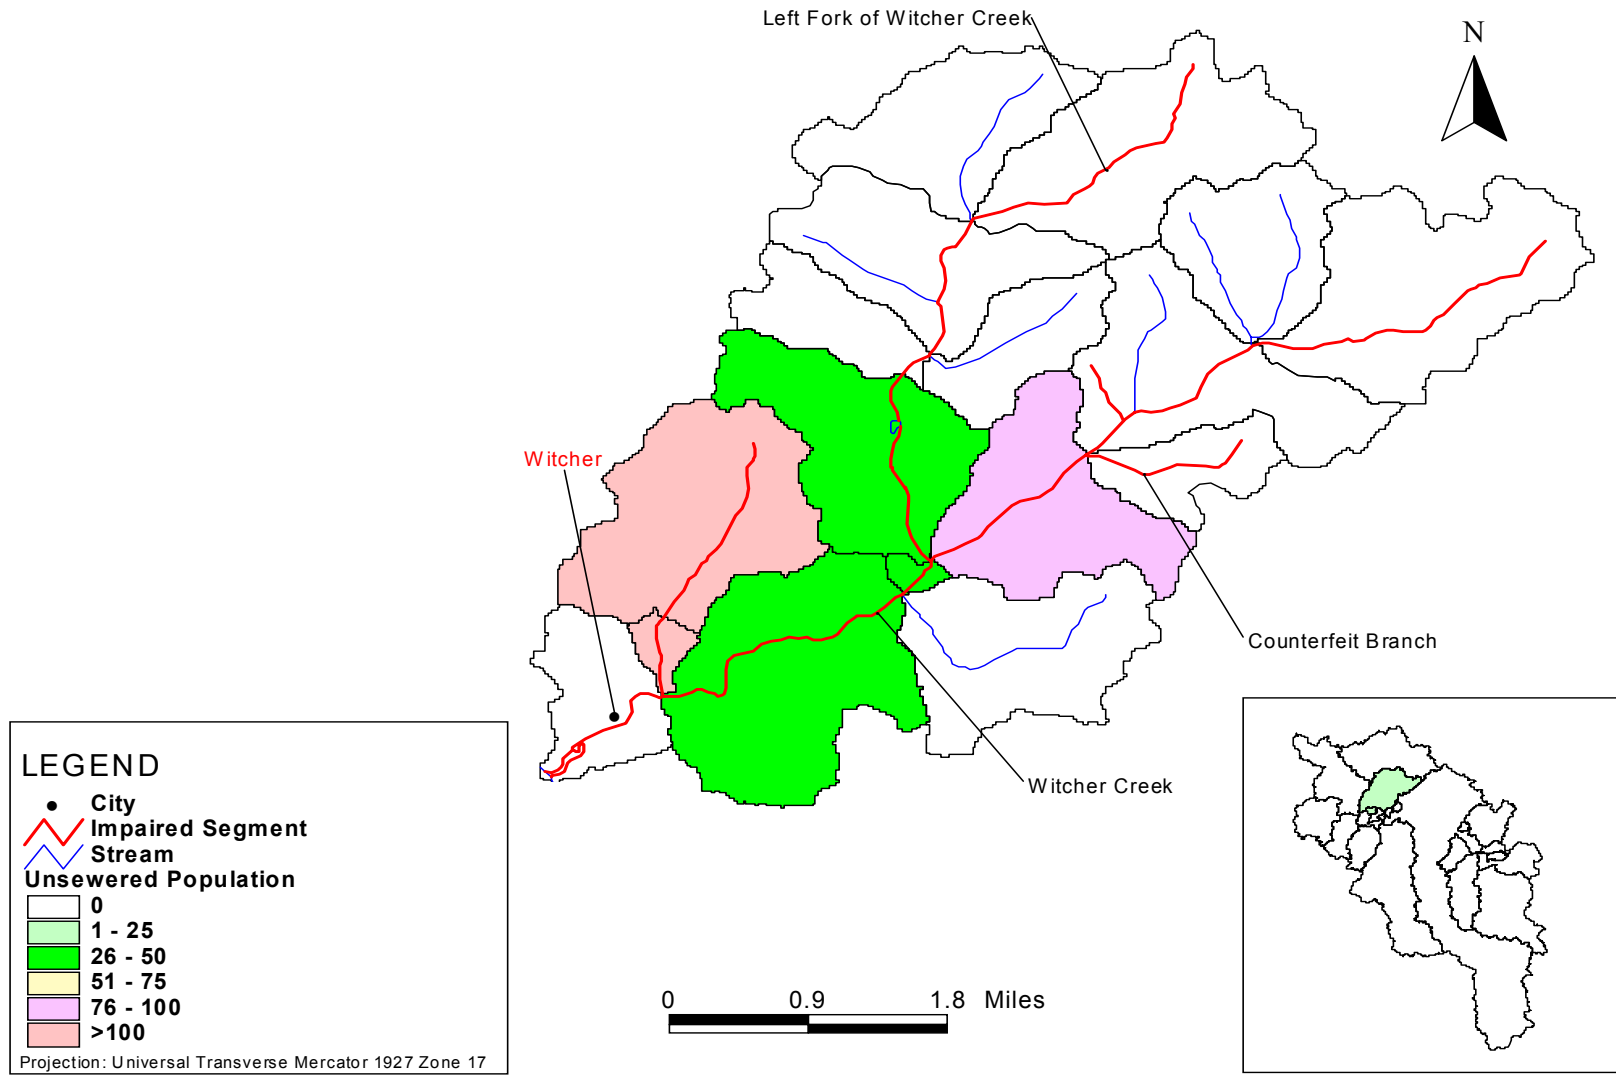 Left Fork of Witcher Creek
N
Witcher
Counterfeit Branch
Witcher Creek
LEGEND
City
Impaired Segment
Stream
Unsewered Population
0
1 - 25
26 - 50
51 - 75
76 - 100
>100
Projection: Universal Transverse Mercator 1927 Zone 17
0 0.9 1.8 Miles